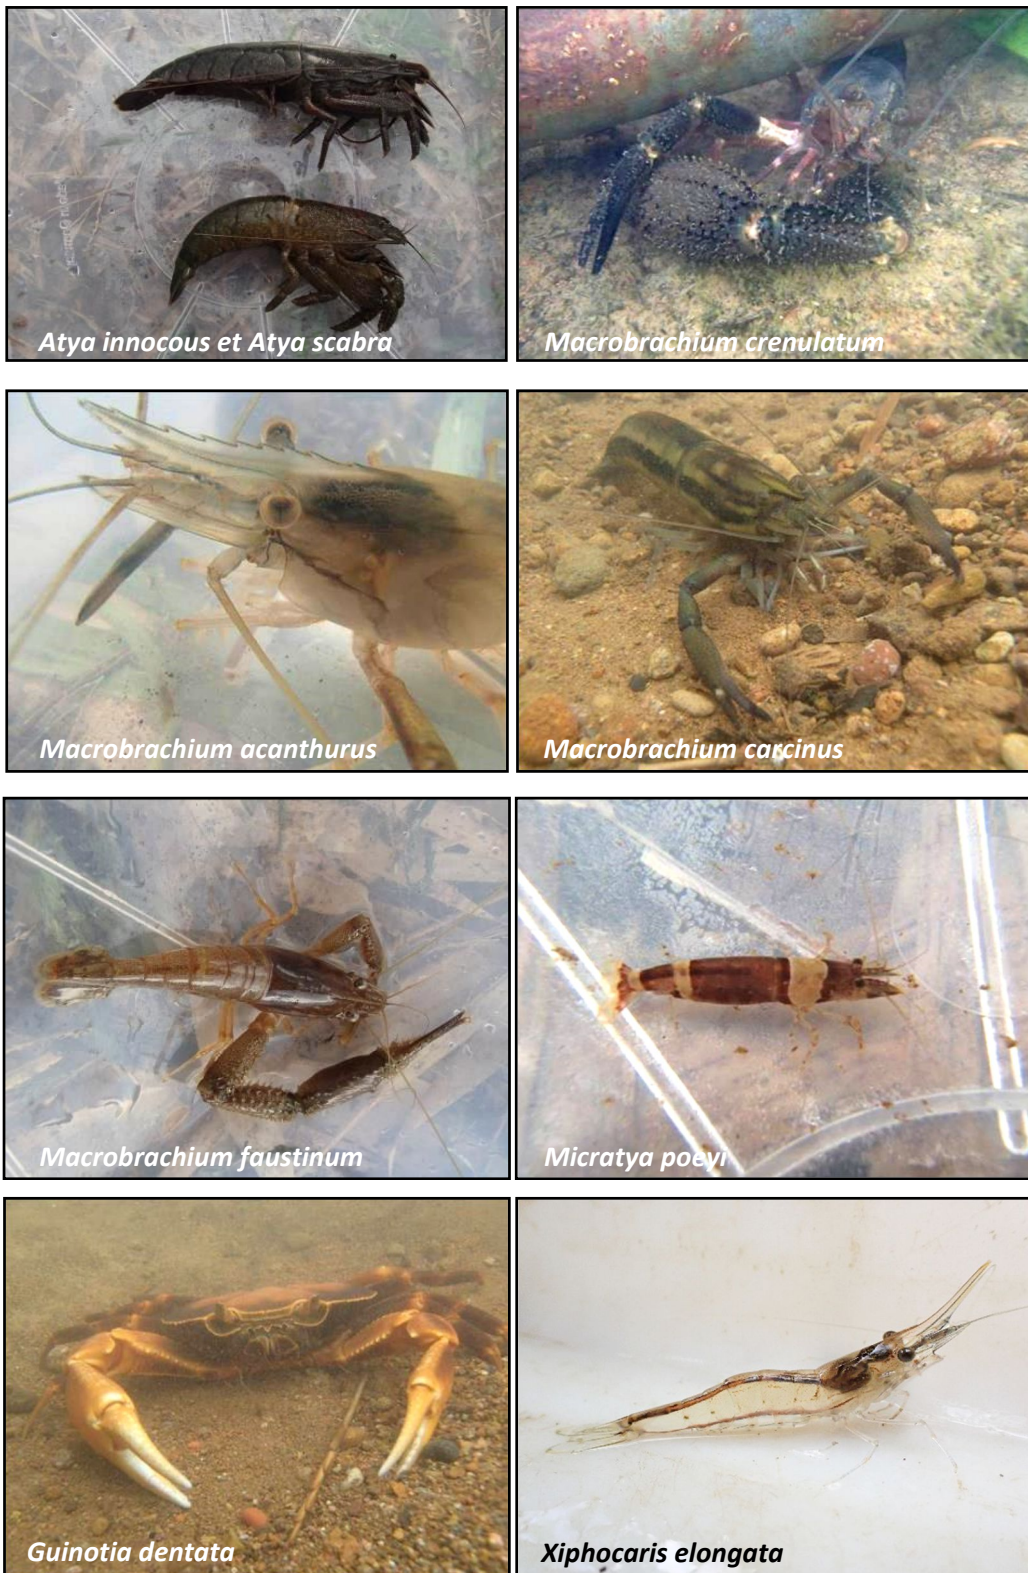 Atya innocous et Atya scabra
Macrobrachium crenulatum
Macrobrachium acanthurus
Macrobrachium carcinus
Macrobrachium faustinum
Micratya poeyi
Guinotia dentata
Xiphocaris elongata